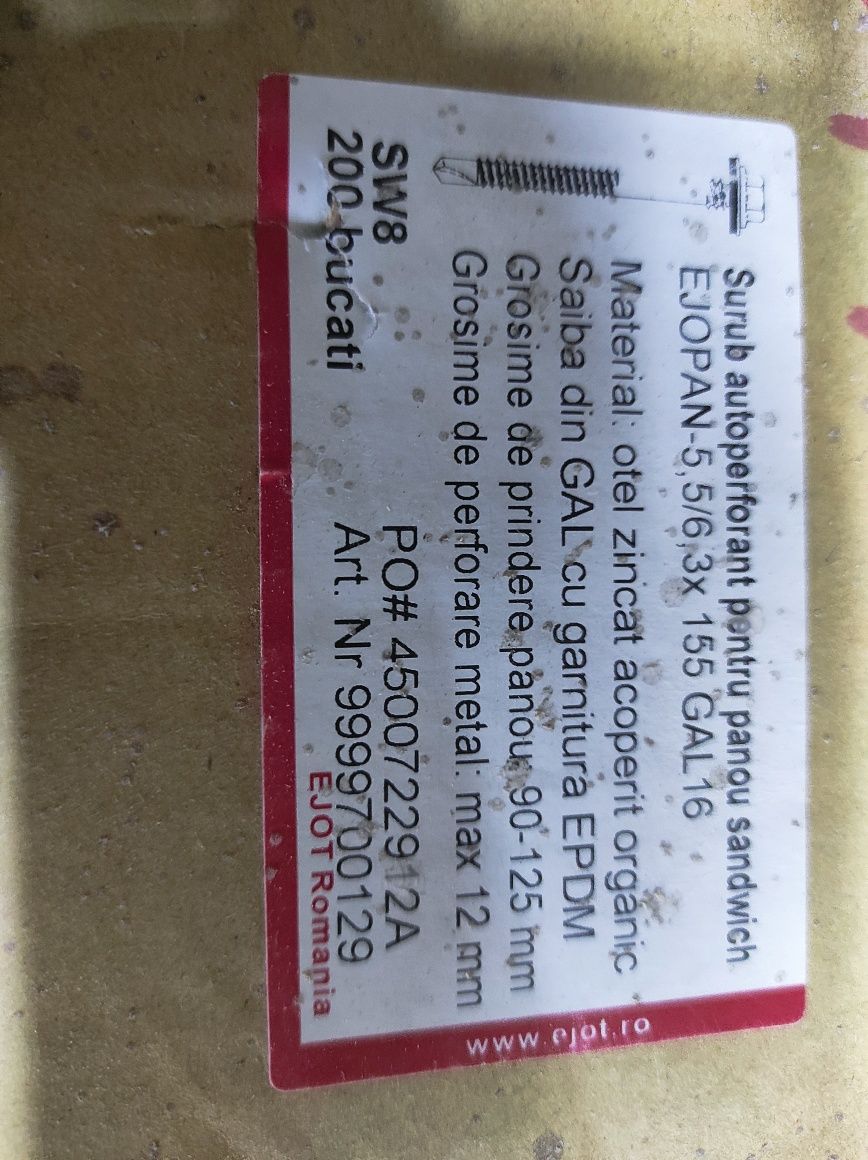 Surub autoperforant pentru panou sandwich
EJOPAN-5,5/6,3x 155 GAL16
Material: otel zincat acoperit organic
Saiba din GAL cu garnitura EPDM
Grosime de prindere panou: 90-125 mm
Grosime de perforare metal: max 12 mm
SW8
PO# 4500722912A
200 bucati
Art. Nr 9999700129
EJOT Romania
www.ejot.ro